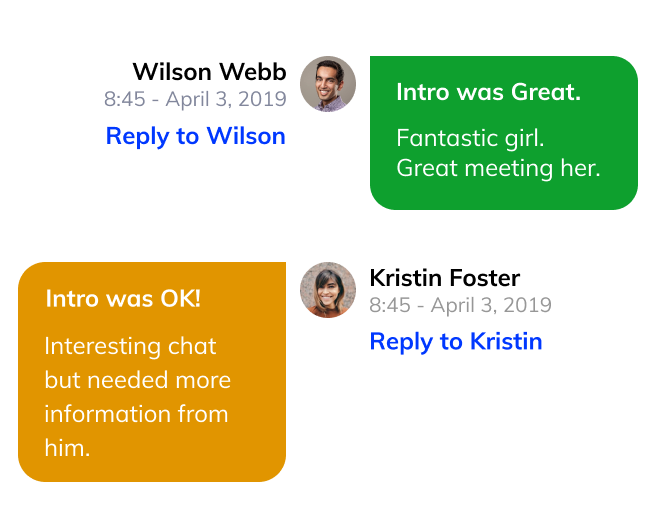 Wilson Webb
8:45 - April 3, 2019
Reply to Wilson
Intro was Great.
Fantastic girl.
Great meeting her.
Intro was OK!
Interesting chat
but needed more
information from
him.
Kristin Foster
8:45 - April 3, 2019
Reply to Kristin